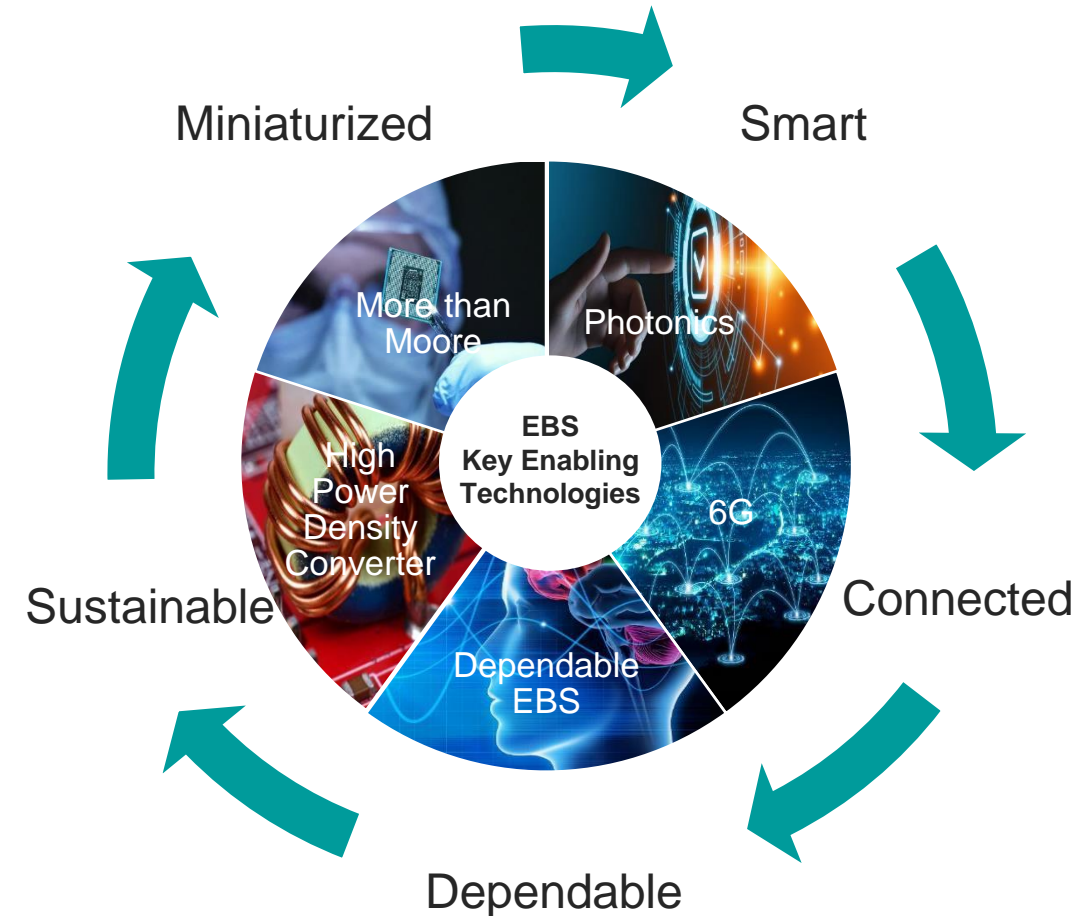 Miniaturized
Smart
More than
Moore
Photonics
EBS
Key Enabling
Technologies
High
Power
Density
Converter
6G
Sustainable
Connected
Dependable
EBS
Dependable